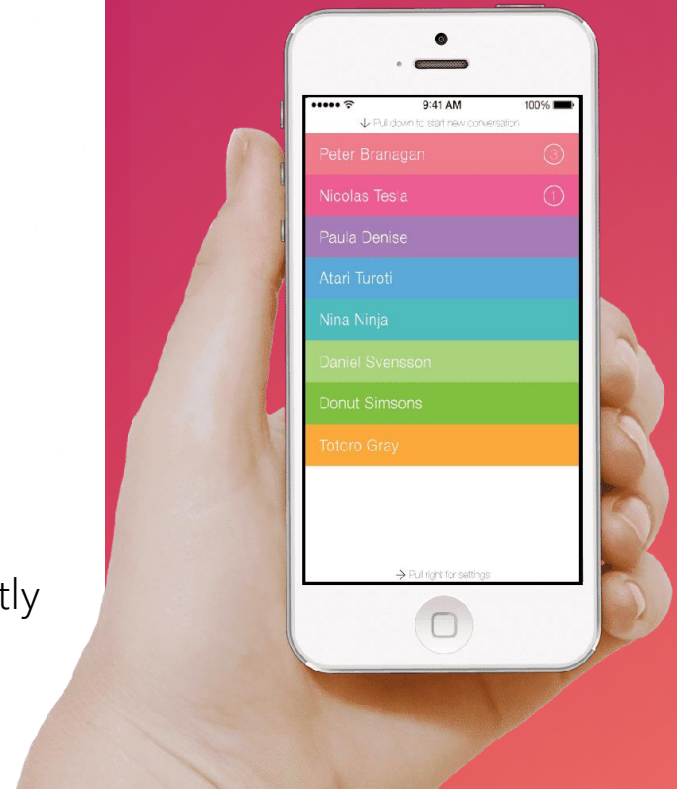 9:41 AM 100%
↓ Pull down to start new conversation
Peter Branagan 3
Nicolas Tesla 1
Paula Denise
Atari Turoti
Nina Ninja
Daniel Svensson
Donut Simsons
Totoro Gray
→ Pull right for settings
tly